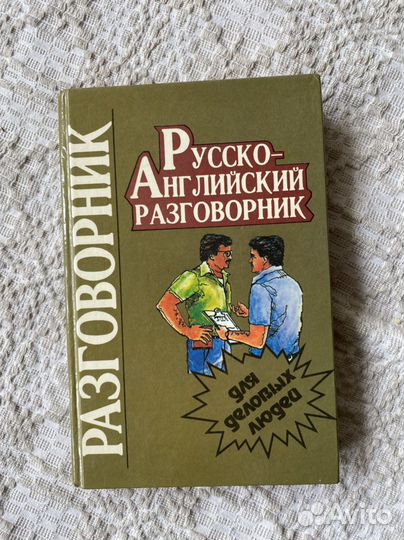 РАЗГОВОРНИК
РУССКО-
АНГЛИЙСКИЙ
РАЗГОВОРНИК
для
деловых
людей
Avito